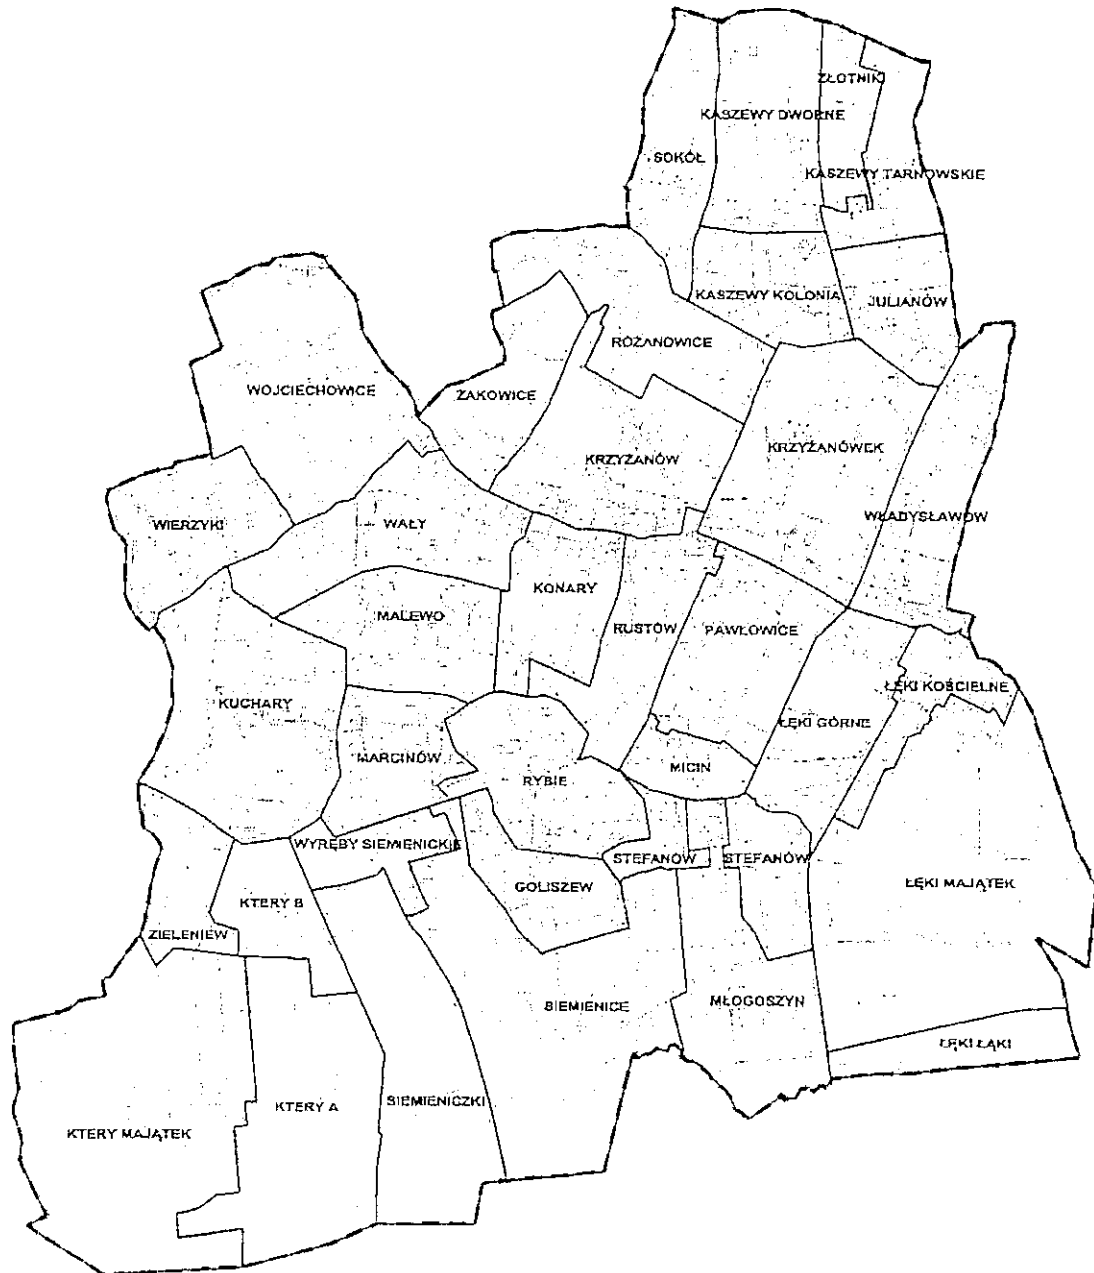 ZŁOTNIKI
KASZEWY DWORNE
SOKÓŁ
KASZEWY TARNOWSKIE
KASZEWY KOLONIA
JULIANÓW
RÓŻANOWICE
WOJCIECHOWICE
ŻAKOWICE
KRZYŻANÓWEK
KRZYŻANÓW
WŁADYSŁAWÓW
WIERZYKI
WAŁY
KONARY
MALEWO
RUSTÓW
PAWŁOWICE
ŁĘKI KOŚCIELNE
KUCHARY
ŁĘKI GÓRNE
MARCINÓW
MICIN
RYBIE
WYRĘBY SIEMIENICKIE
STEFANÓW
STEFANÓW
ŁĘKI MAJĄTEK
GOLISZEW
KTERY B
ZIELENIEW
SIEMIENICE
MŁOGOSZYN
ŁĘKI ŁĄKI
SIEMIENICZKI
KTERY A
KTERY MAJĄTEK